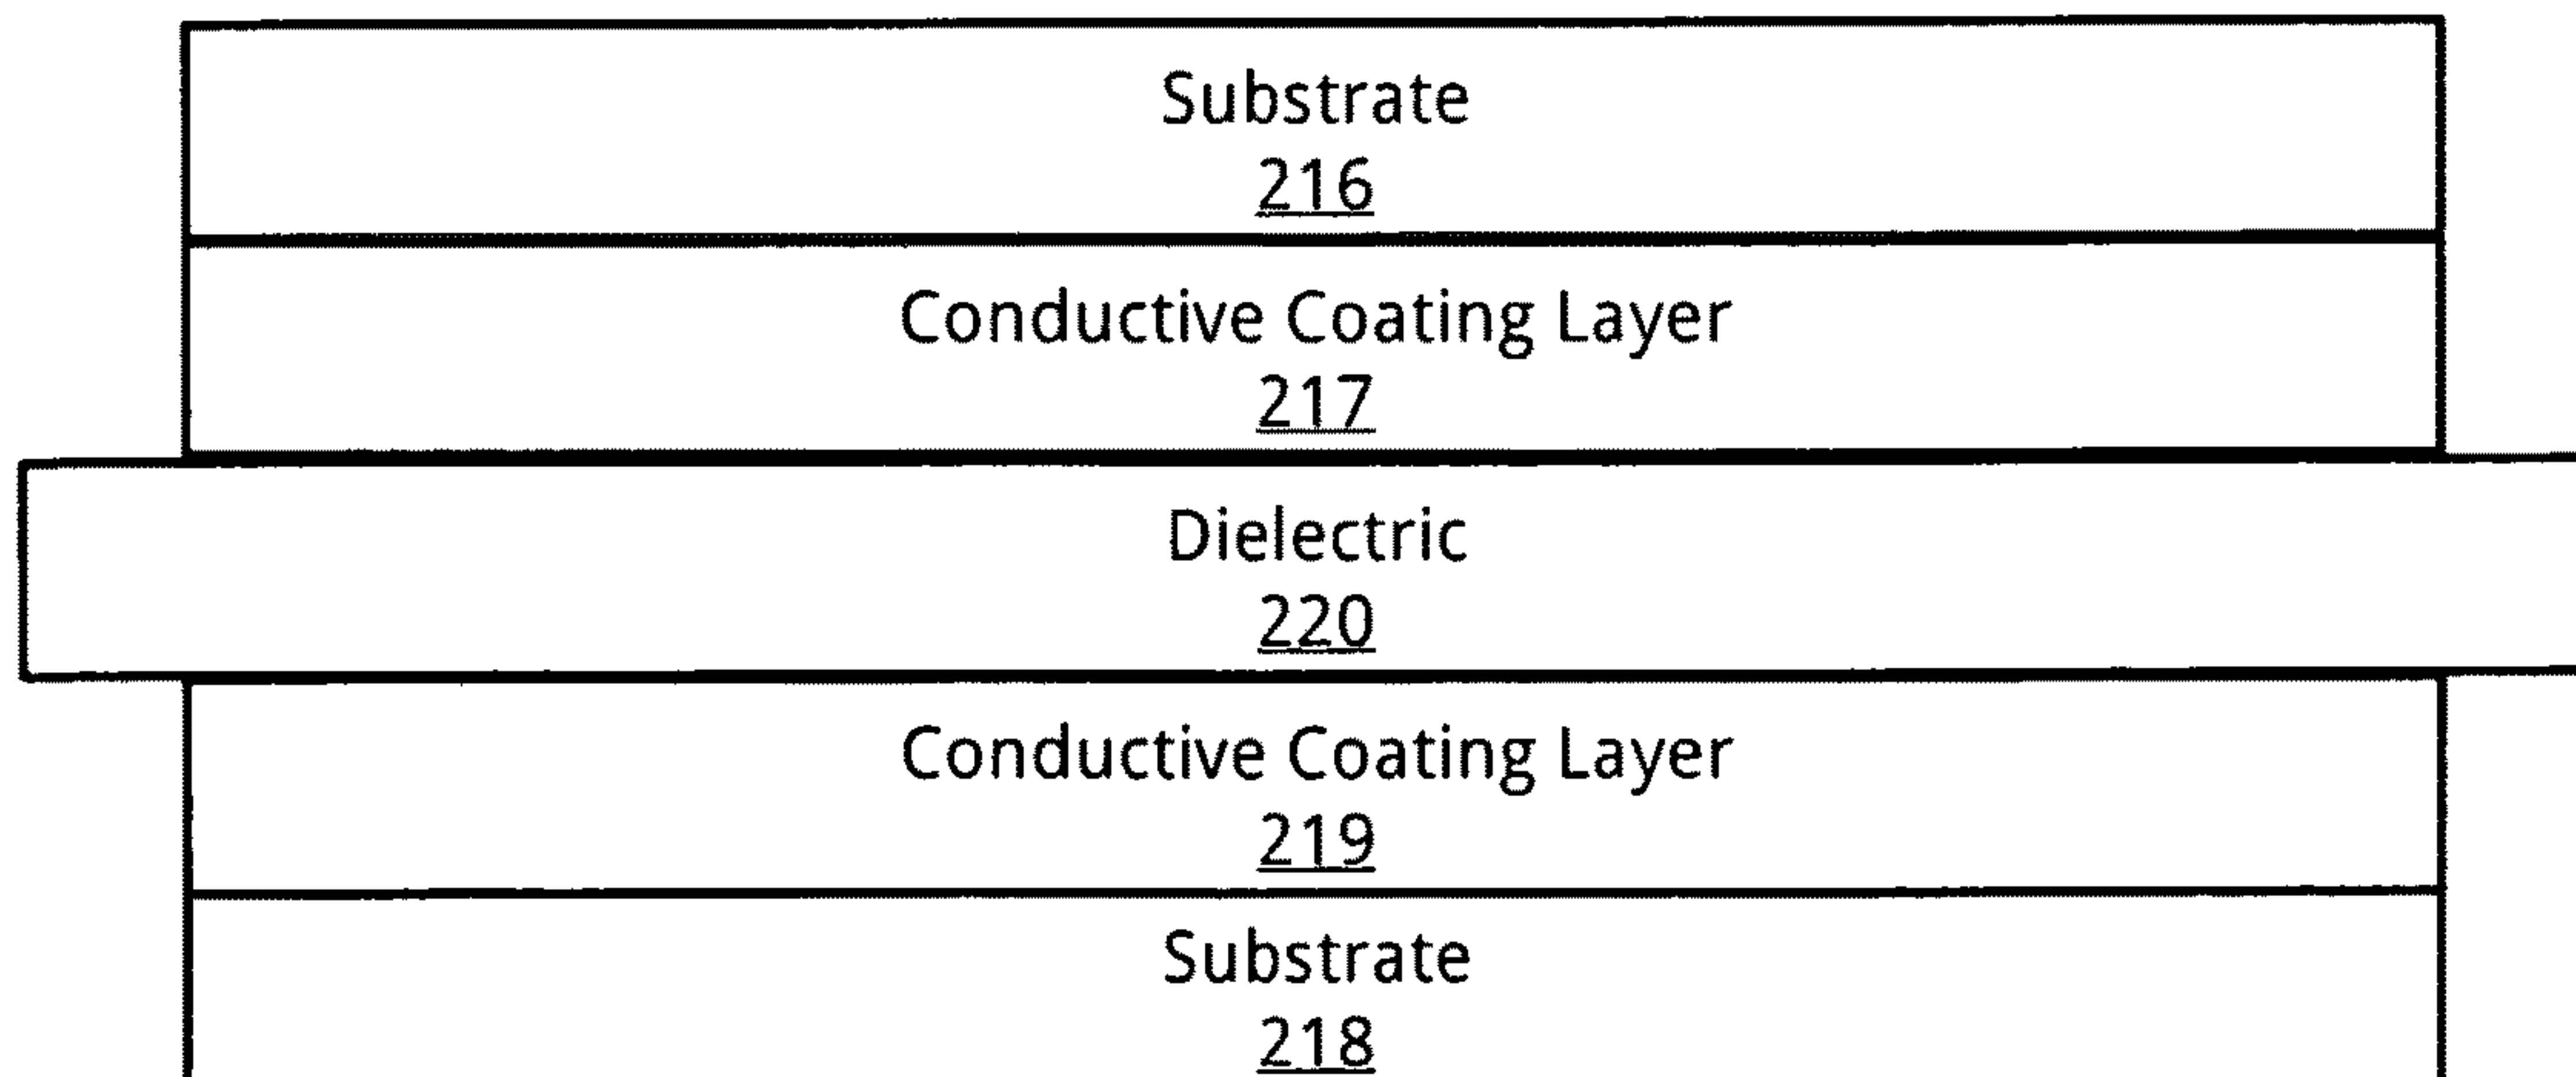 Substrate
216
Conductive Coating Layer
217
Dielectric
220
Conductive Coating Layer
219
Substrate
218